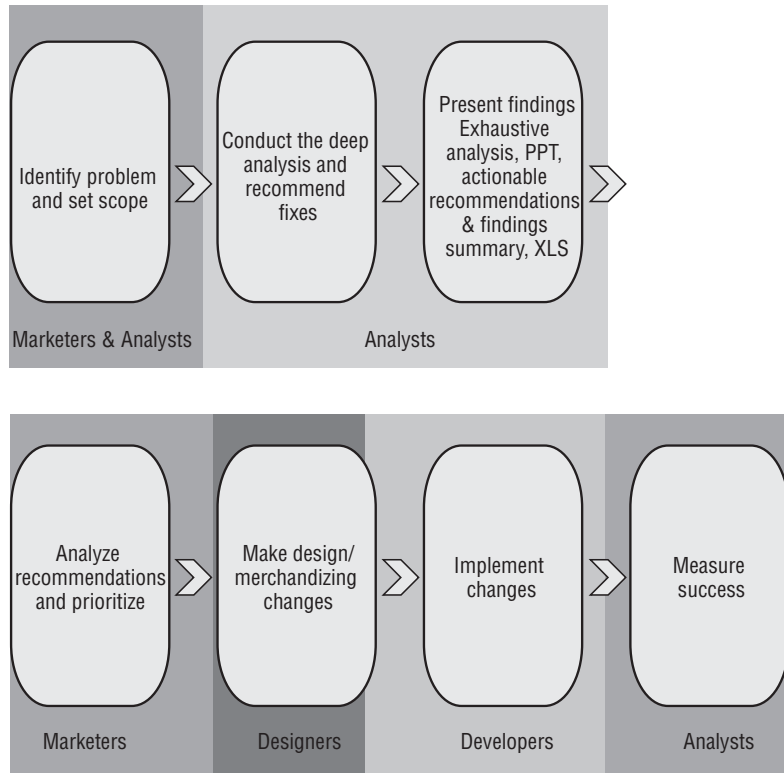 Identify problem
and set scope
Conduct the deep
analysis and
recommend
fixes
Present findings
Exhaustive
analysis, PPT,
actionable
recommendations
& findings
summary, XLS
Marketers & Analysts
Analysts
Analyze
recommendations
and prioritize
Make design/
merchandizing
changes
Implement
changes
Measure
success
Marketers
Designers
Developers
Analysts